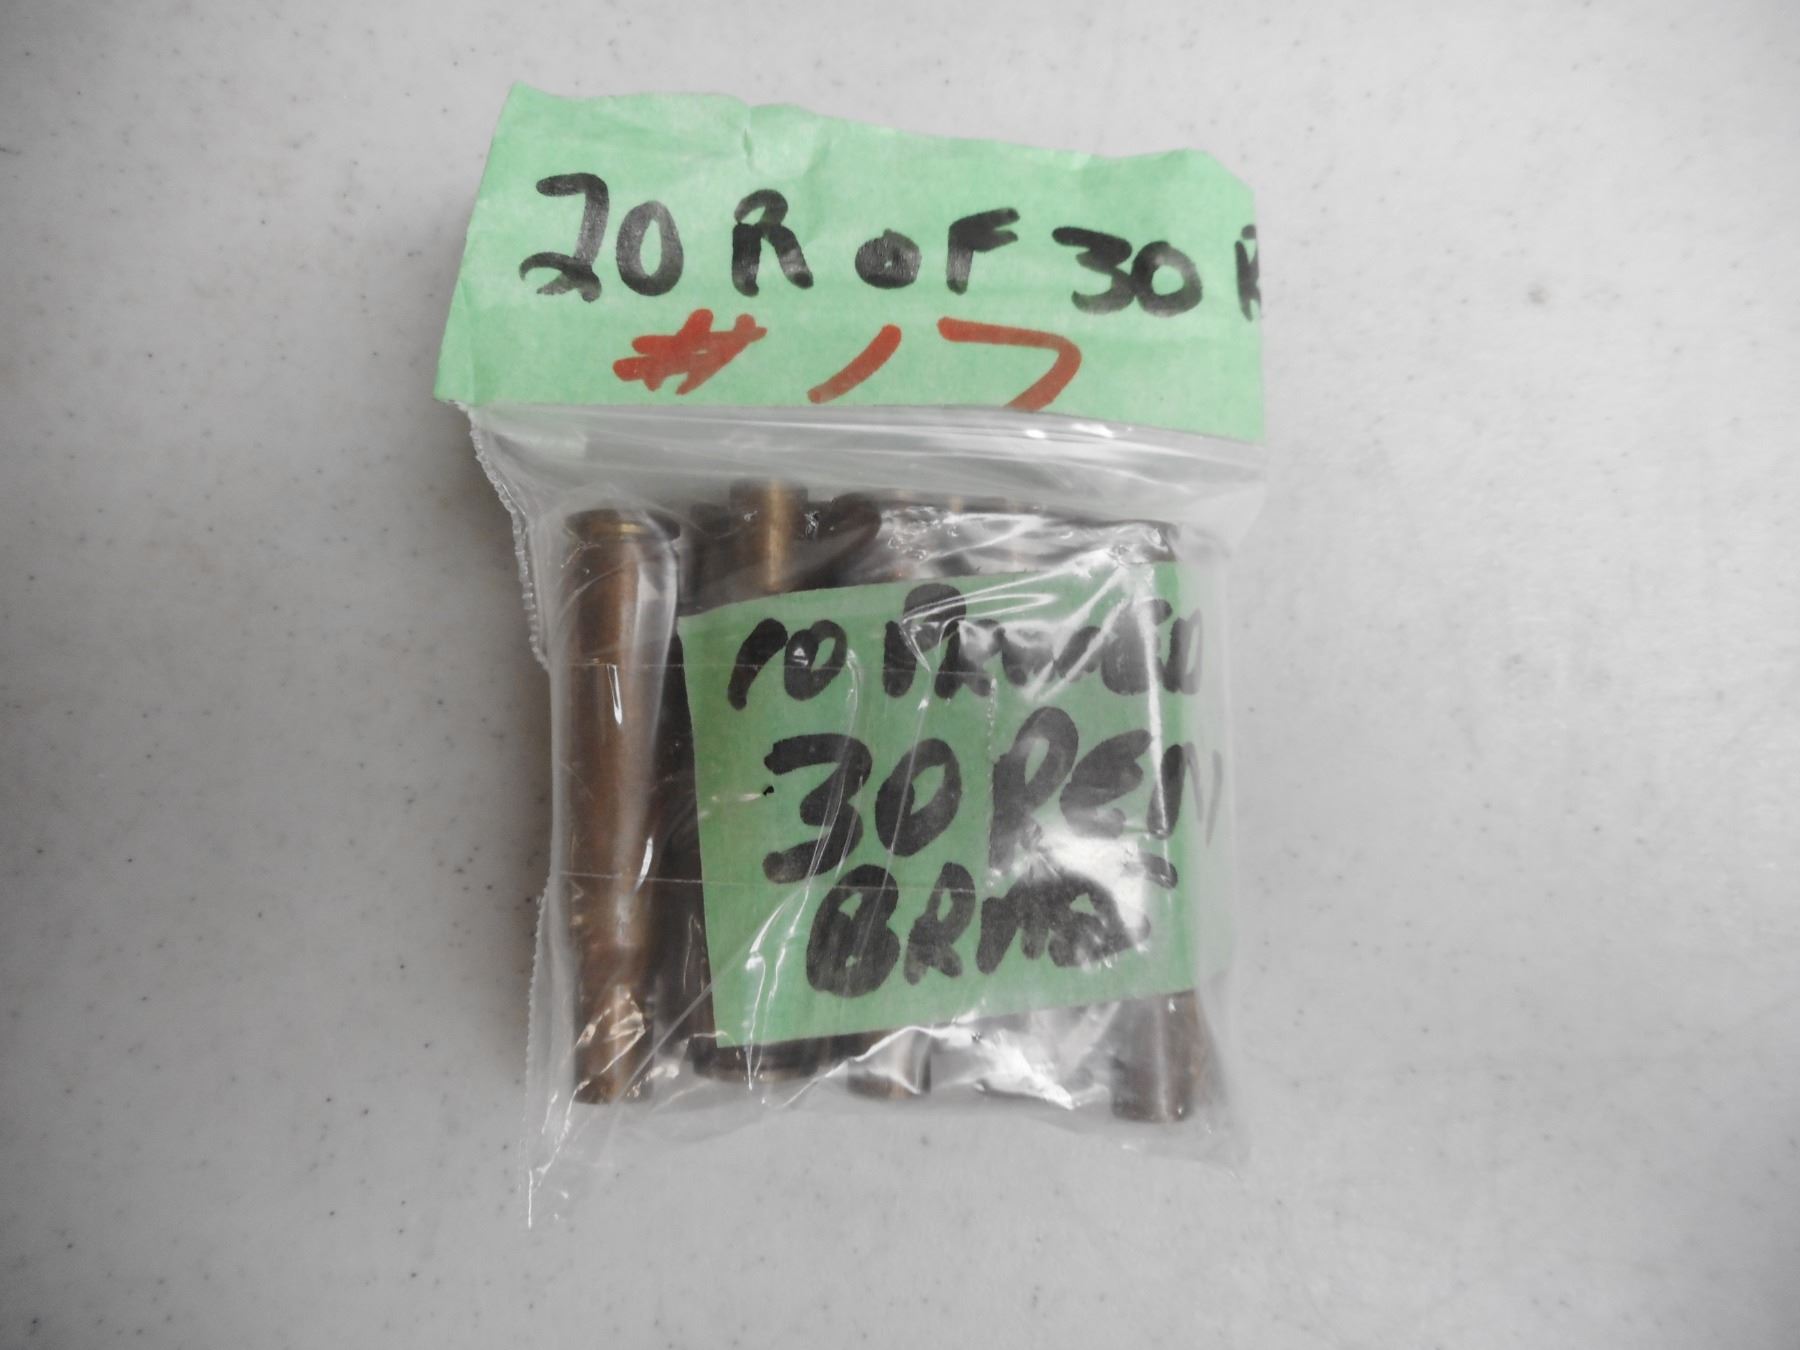 20 R OF 30 R
#17
10 PRIMED
30 REM
BRASS